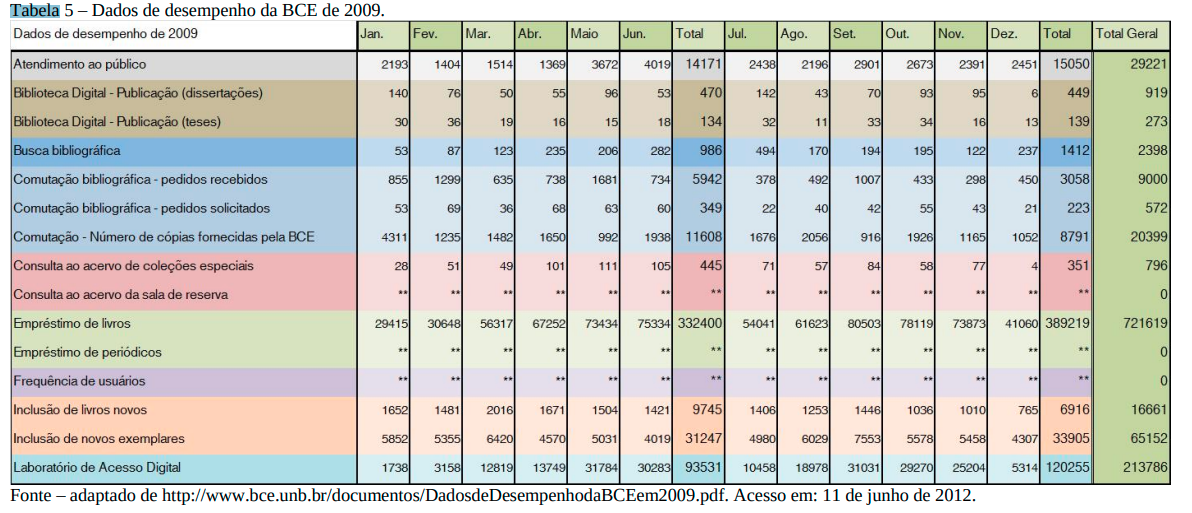 Tabela 5 – Dados de desempenho da BCE de 2009.
Dados de desempenho de 2009 Jan. Fev. Mar. Abr. Maio Jun. Total Jul. Ago. Set. Out. Nov. Dez. Total Total Geral
Atendimento ao público 2193 1404 1514 1369 3672 4019 14171 2438 2196 2901 2673 2391 2451 15050 29221
Biblioteca Digital - Publicação (dissertações) 140 76 50 55 96 53 470 142 43 70 93 95 6 449 919
Biblioteca Digital - Publicação (teses) 30 36 19 16 15 18 134 32 11 33 34 16 13 139 273
Busca bibliográfica 53 87 123 235 206 282 986 494 170 194 195 122 237 1412 2398
Comutação bibliográfica - pedidos recebidos 855 1299 635 738 1681 734 5942 378 492 1007 433 298 450 3058 9000
Comutação bibliográfica - pedidos solicitados 53 69 36 68 63 60 349 22 40 42 55 43 21 223 572
Comutação - Número de cópias fornecidas pela BCE 4311 1235 1482 1650 992 1938 11608 1676 2056 916 1926 1165 1052 8791 20399
Consulta ao acervo de coleções especiais 28 51 49 101 111 105 445 71 57 84 58 77 4 351 796
Consulta ao acervo da sala de reserva ** ** ** ** ** ** ** ** ** ** ** ** ** ** 0
Empréstimo de livros 29415 30648 56317 67252 73434 75334 332400 54041 61623 80503 78119 73873 41060 389219 721619
Empréstimo de periódicos ** ** ** ** ** ** ** ** ** ** ** ** ** ** 0
Frequência de usuários ** ** ** ** ** ** ** ** ** ** ** ** ** ** 0
Inclusão de livros novos 1652 1481 2016 1671 1504 1421 9745 1406 1253 1446 1036 1010 765 6916 16661
Inclusão de novos exemplares 5852 5355 6420 4570 5031 4019 31247 4980 6029 7553 5578 5458 4307 33905 65152
Laboratório de Acesso Digital 1738 3158 12819 13749 31784 30283 93531 10458 18978 31031 29270 25204 5314 120255 213786
Fonte – adaptado de http://www.bce.unb.br/documentos/DadosdeDesempenhodaBCEem2009.pdf. Acesso em: 11 de junho de 2012.